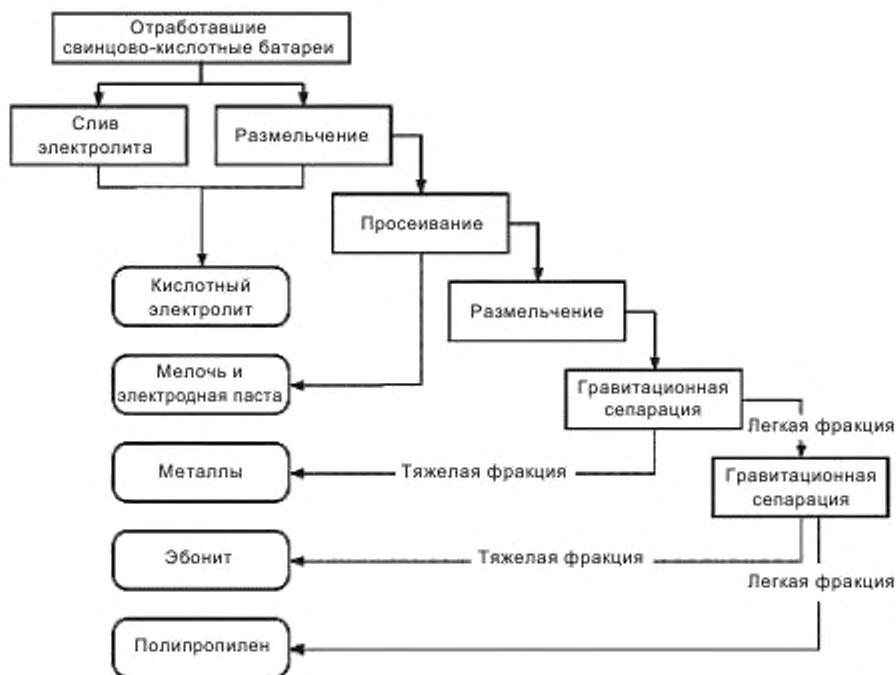 Отработавшие
свинцово-кислотные батареи
Слив
электролита
Размельчение
Просеивание
Кислотный
электролит
Размельчение
Мелочь и
электродная паста
Гравитационная
сепарация
Легкая фракция
Металлы
Тяжелая фракция
Гравитационная
сепарация
Эбонит
Тяжелая фракция
Легкая фракция
Полипропилен